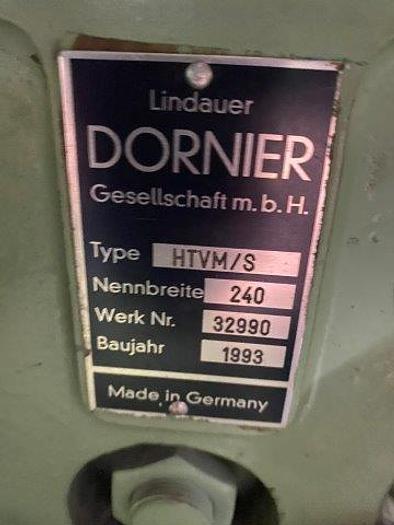 Lindauer
DORNIER
Gesellschaft m.b.H.
Type HTVM/S
Nennbreite 240
Werk Nr. 32990
Baujahr 1993
Made in Germany